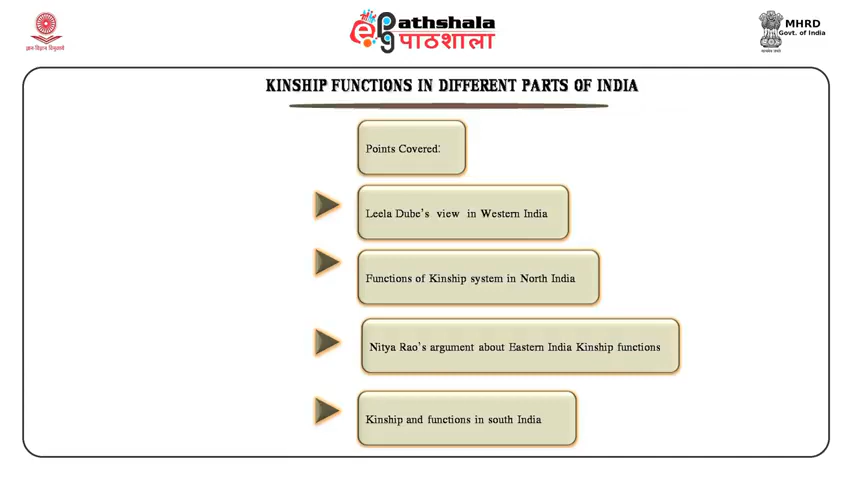 Pathshala
पाठशाला
MHRD
Govt. of India
KINSHIP FUNCTIONS IN DIFFERENT PARTS OF INDIA
Points Covered:
Leela Dube's view in Western India
Functions of Kinship system in North India
Nitya Rao's argument about Eastern India Kinship functions
Kinship and functions in south India